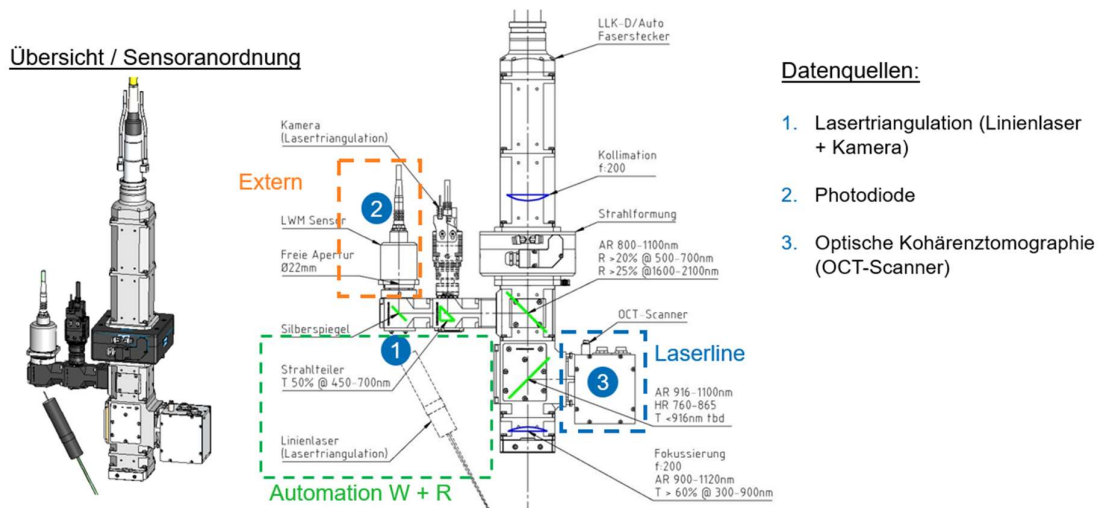 Übersicht / Sensoranordnung
LLK-D/Auto
Faserstecker
Kamera
(Lasertriangulation)
Extern
2
LWM Sensor
Freie Apertur
Ø22mm
Silberspiegel
1
Strahlteiler
T 50% @ 450-700nm
Linienlaser
(Lasertriangulation)
Automation W + R
Kollimation
f:200
Strahlformung
AR 800-1100nm
R >20% @ 500-700nm
R >25% @1600-2100nm
OCT-Scanner
Laserline
3
AR 916-1100nm
HR 760-865
T <916nm tbd
Fokussierung
f:200
AR 900-1120nm
T > 60% @ 300-900nm
Datenquellen:
1. Lasertriangulation (Linienlaser
+ Kamera)
2. Photodiode
3. Optische Kohärenztomographie
(OCT-Scanner)